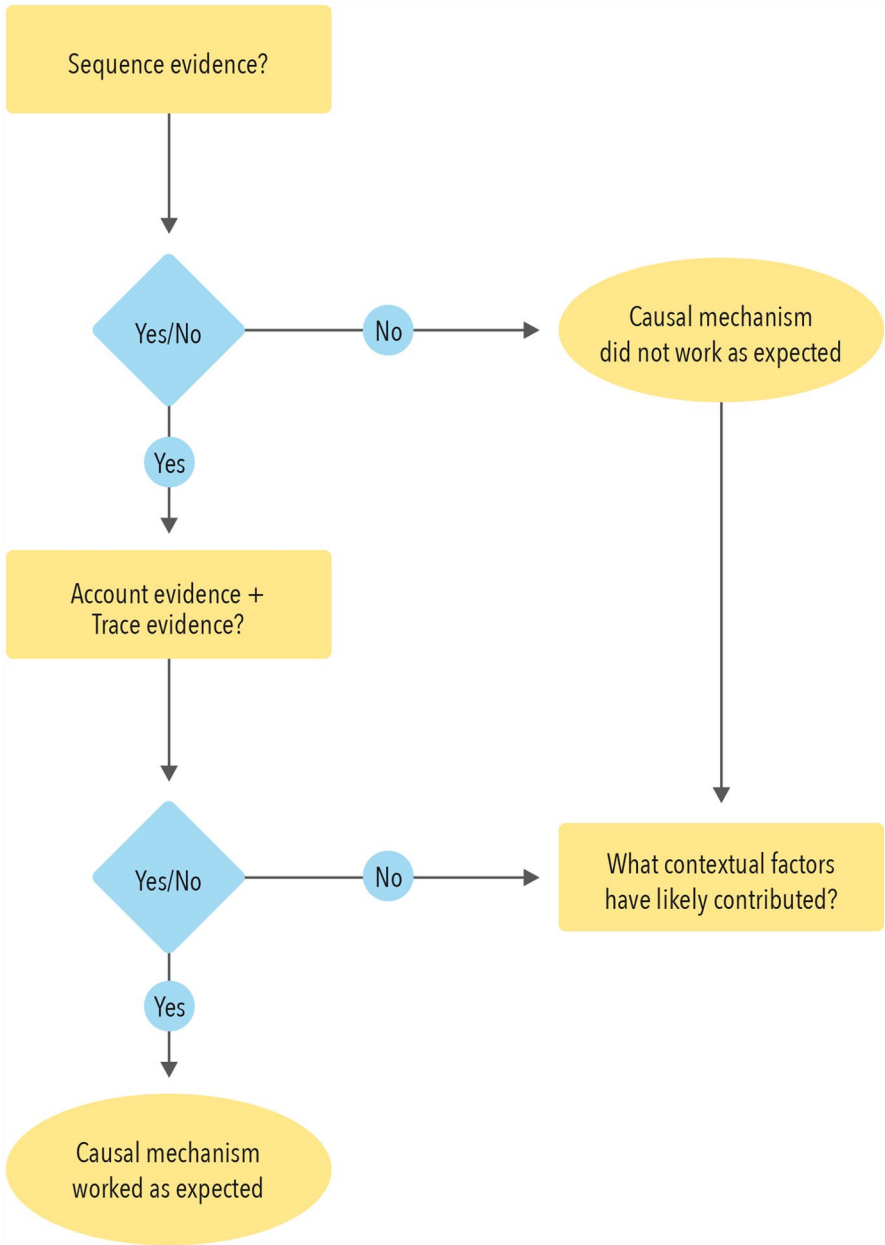 Sequence evidence?
Yes/No
No
Causal mechanism
did not work as expected
Yes
Account evidence +
Trace evidence?
Yes/No
No
What contextual factors
have likely contributed?
Yes
Causal mechanism
worked as expected